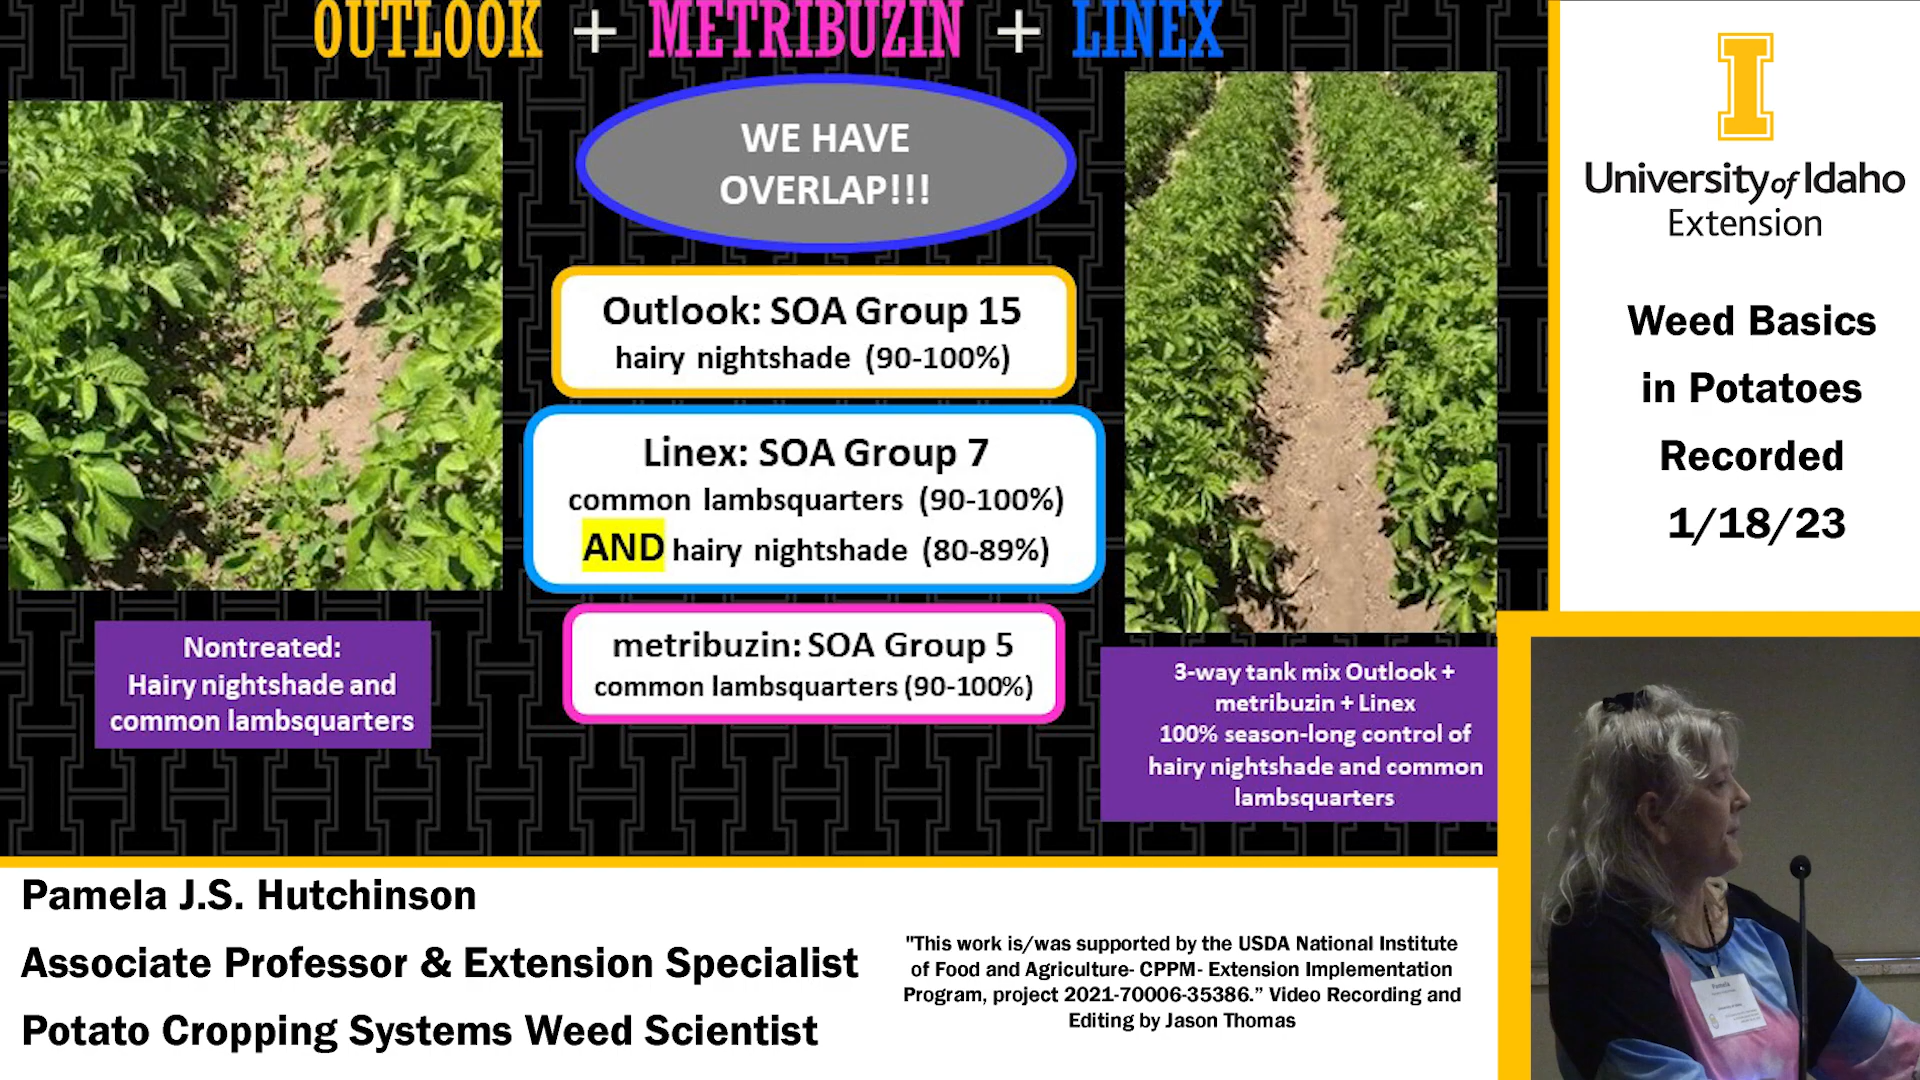 OUTLOOK + METRIBUZIN + LINEX
WE HAVE
OVERLAP!!!
Outlook: SOA Group 15
hairy nightshade (90-100%)
Linex: SOA Group 7
common lambsquarters (90-100%)
AND hairy nightshade (80-89%)
metribuzin: SOA Group 5
common lambsquarters (90-100%)
Nontreated:
Hairy nightshade and
common lambsquarters
3-way tank mix Outlook +
metribuzin + Linex
100% season-long control of
hairy nightshade and common
lambsquarters
I
University of Idaho
Extension
Weed Basics
in Potatoes
Recorded
1/18/23
Pamela J.S. Hutchinson
Associate Professor & Extension Specialist
Potato Cropping Systems Weed Scientist
"This work is/was supported by the USDA National Institute
of Food and Agriculture- CPPM- Extension Implementation
Program, project 2021-70006-35386.” Video Recording and
Editing by Jason Thomas
Pamela